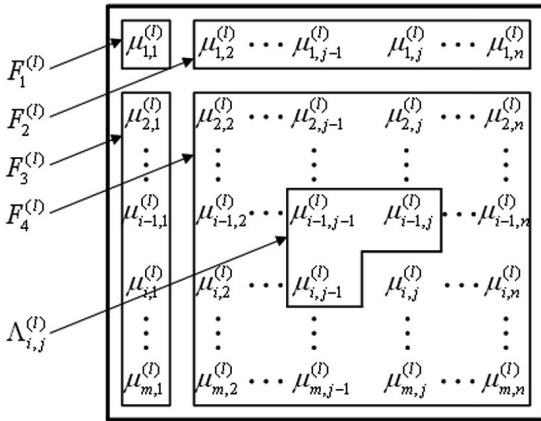 F_1^{(l)}
F_2^{(l)}
F_3^{(l)}
F_4^{(l)}
Λ_{i,j}^{(l)}
μ_{1,1}^{(l)} μ_{1,2}^{(l)} ⋯ μ_{1,j−1}^{(l)} μ_{1,j}^{(l)} ⋯ μ_{1,n}^{(l)}
μ_{2,1}^{(l)} μ_{2,2}^{(l)} ⋯ μ_{2,j−1}^{(l)} μ_{2,j}^{(l)} ⋯ μ_{2,n}^{(l)}
⋮ ⋮ ⋮ ⋮ ⋮
μ_{i−1,1}^{(l)} μ_{i−1,2}^{(l)} ⋯ μ_{i−1,j−1}^{(l)} μ_{i−1,j}^{(l)} ⋯ μ_{i−1,n}^{(l)}
μ_{i,1}^{(l)} μ_{i,2}^{(l)} ⋯ μ_{i,j−1}^{(l)} μ_{i,j}^{(l)} ⋯ μ_{i,n}^{(l)}
⋮ ⋮ ⋮ ⋮ ⋮
μ_{m,1}^{(l)} μ_{m,2}^{(l)} ⋯ μ_{m,j−1}^{(l)} μ_{m,j}^{(l)} ⋯ μ_{m,n}^{(l)}